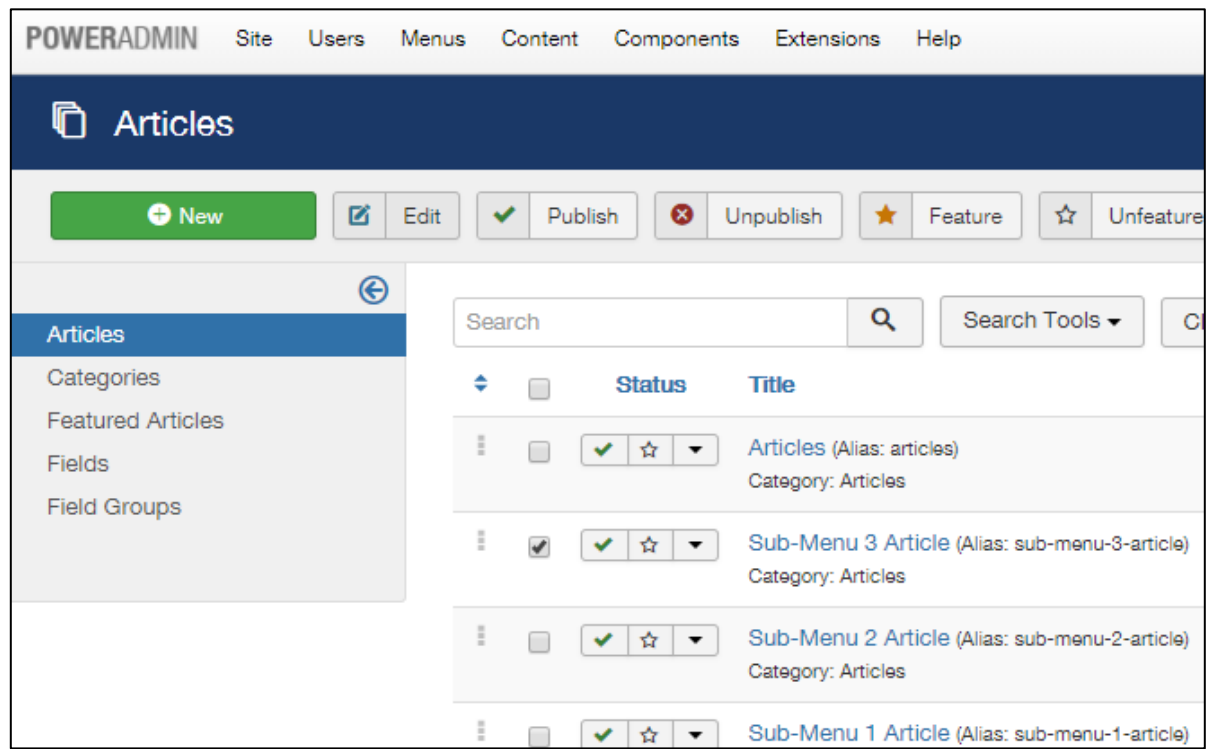 POWERADMIN Site Users Menus Content Components Extensions Help
Articles
New Edit Publish Unpublish Feature Unfeature
Search Search Tools
Articles
Categories
Featured Articles
Fields
Field Groups
Status Title
Articles (Alias: articles)
Category: Articles
Sub-Menu 3 Article (Alias: sub-menu-3-article)
Category: Articles
Sub-Menu 2 Article (Alias: sub-menu-2-article)
Category: Articles
Sub-Menu 1 Article (Alias: sub-menu-1-article)